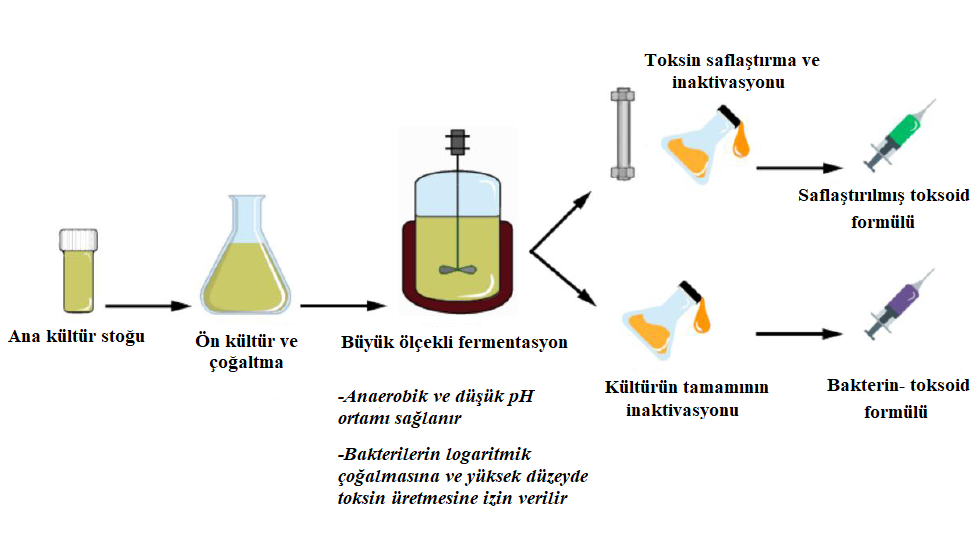 Toksin saflaştırma ve
inaktivasyonu
Saflaştırılmış toksoid
formülü
Ana kültür stoğu
Ön kültür ve
çoğaltma
Büyük ölçekli fermentasyon
-Anaerobik ve düşük pH
ortamı sağlanır
-Bakterilerin logaritmik
çoğalmasına ve yüksek düzeyde
toksin üretmesine izin verilir
Kültürün tamamının
inaktivasyonu
Bakterin- toksoid
formülü